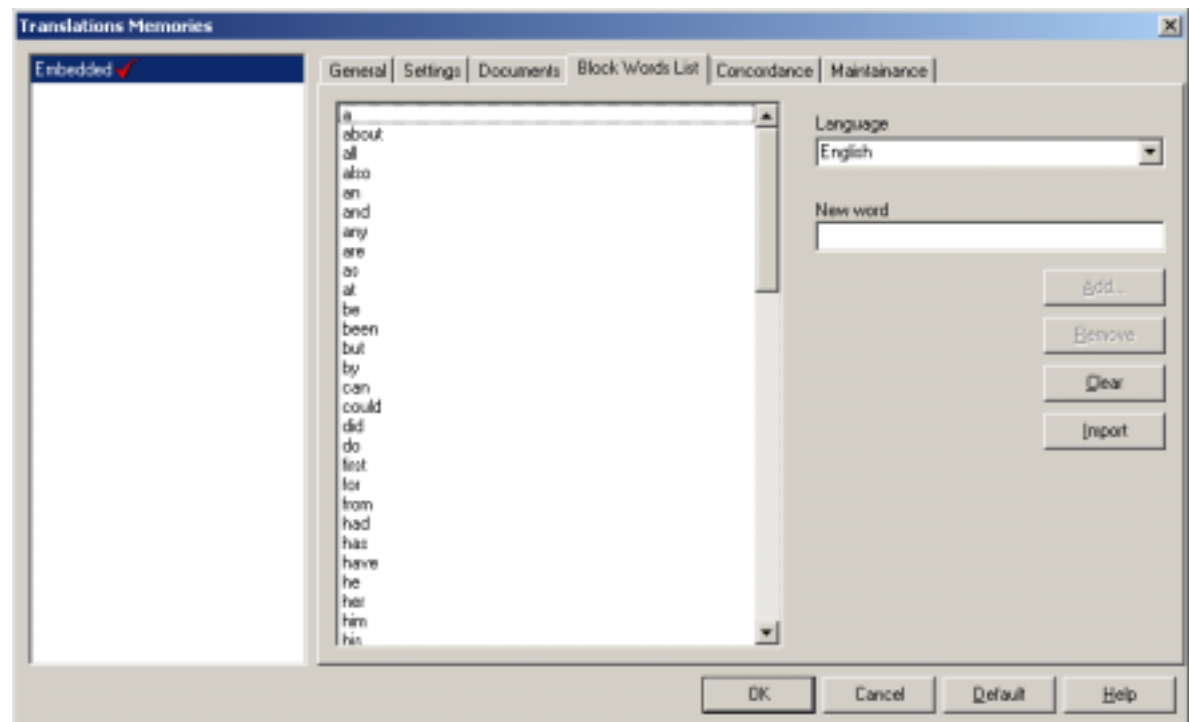 Translations Memories
Embedded
General Settings Documents Block Words List Concordance Maintainance
a
about
all
also
an
and
any
are
as
at
be
been
but
by
can
could
did
do
first
for
from
had
has
have
he
her
him
his
Language
English
New word
Add...
Remove
Clear
Import
OK Cancel Default Help